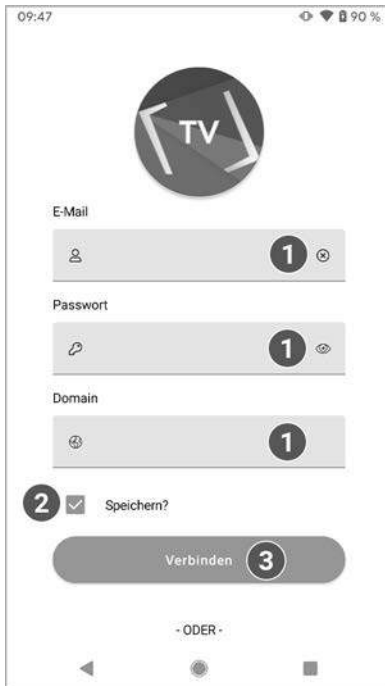 09:47 90 %
TV
E-Mail
1
Passwort
1
Domain
1
2 Speichern?
Verbinden 3
- ODER -